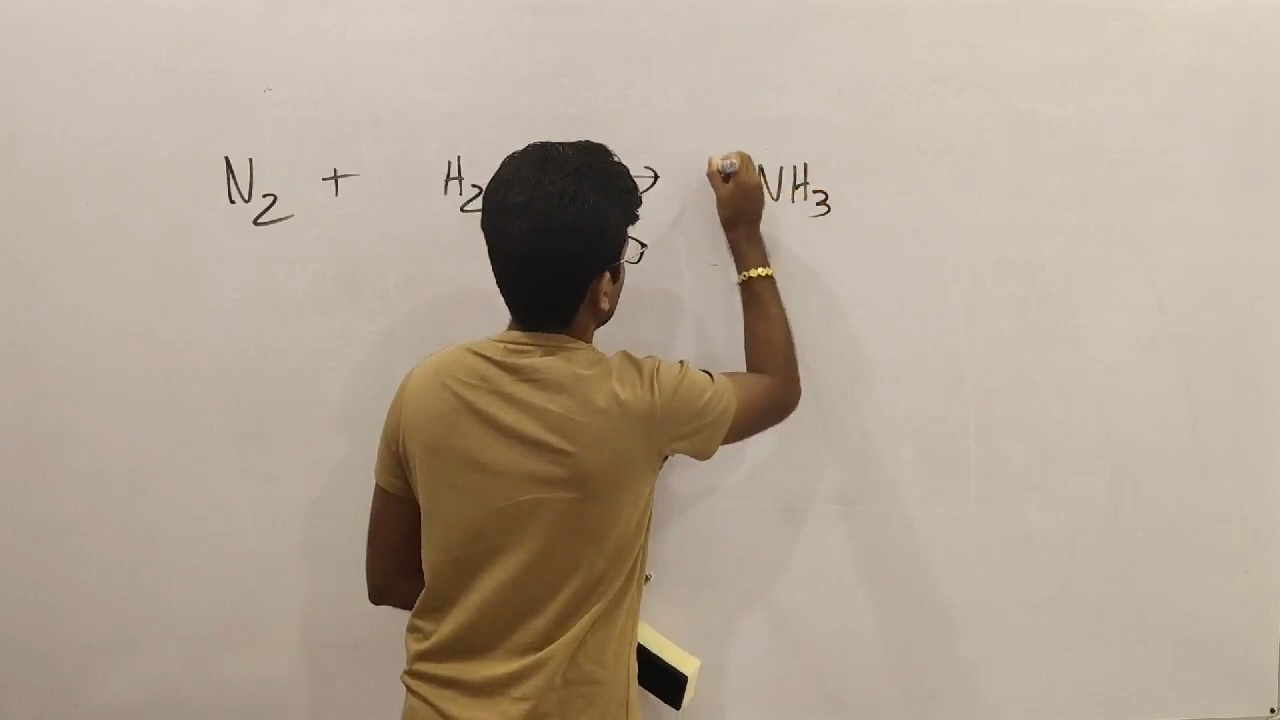 N2 + H2 → NH3